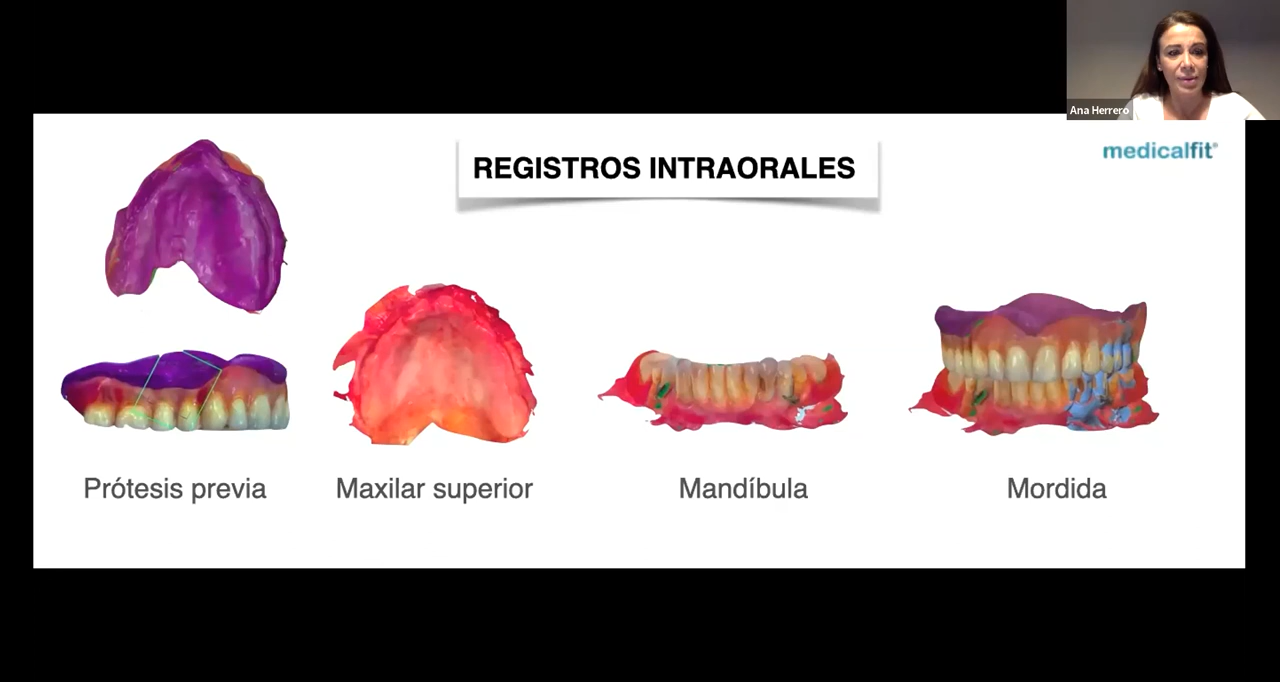 Ana Herrero
REGISTROS INTRAORALES
medicalfit®
Prótesis previa
Maxilar superior
Mandíbula
Mordida